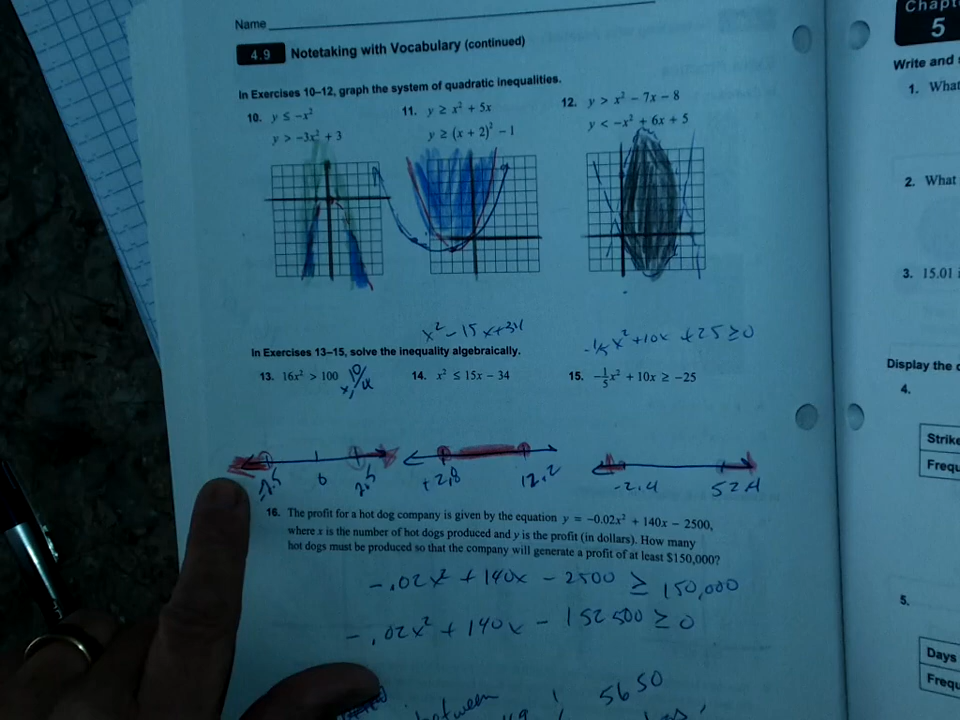 Name
4.9 Notetaking with Vocabulary (continued)
In Exercises 10–12, graph the system of quadratic inequalities.
10. y ≤ −x²
y > −3x² + 3
11. y ≥ x² + 5x
y ≥ (x + 2)² − 1
12. y > x² − 7x − 8
y < −x² + 6x + 5
x² − 15x + 34
-1/5 x² + 10x + 25 ≥ 0
In Exercises 13–15, solve the inequality algebraically.
13. 16x² > 100
14. x² ≤ 15x − 34
15. −1/5 x² + 10x ≥ −25
0
2.5
+2.8
12.2
-2.4
52.4
16. The profit for a hot dog company is given by the equation y = −0.02x² + 140x − 2500,
where x is the number of hot dogs produced and y is the profit (in dollars). How many
hot dogs must be produced so that the company will generate a profit of at least $150,000?
-.02x² + 140x - 2500 ≥ 150,000
-.02x² + 140x - 152500 ≥ 0
between
5650
Chapt
5
Write and
1. What
2. What
3. 15.01
Display the
4.
Strike
Frequ
5.
Days
Frequ